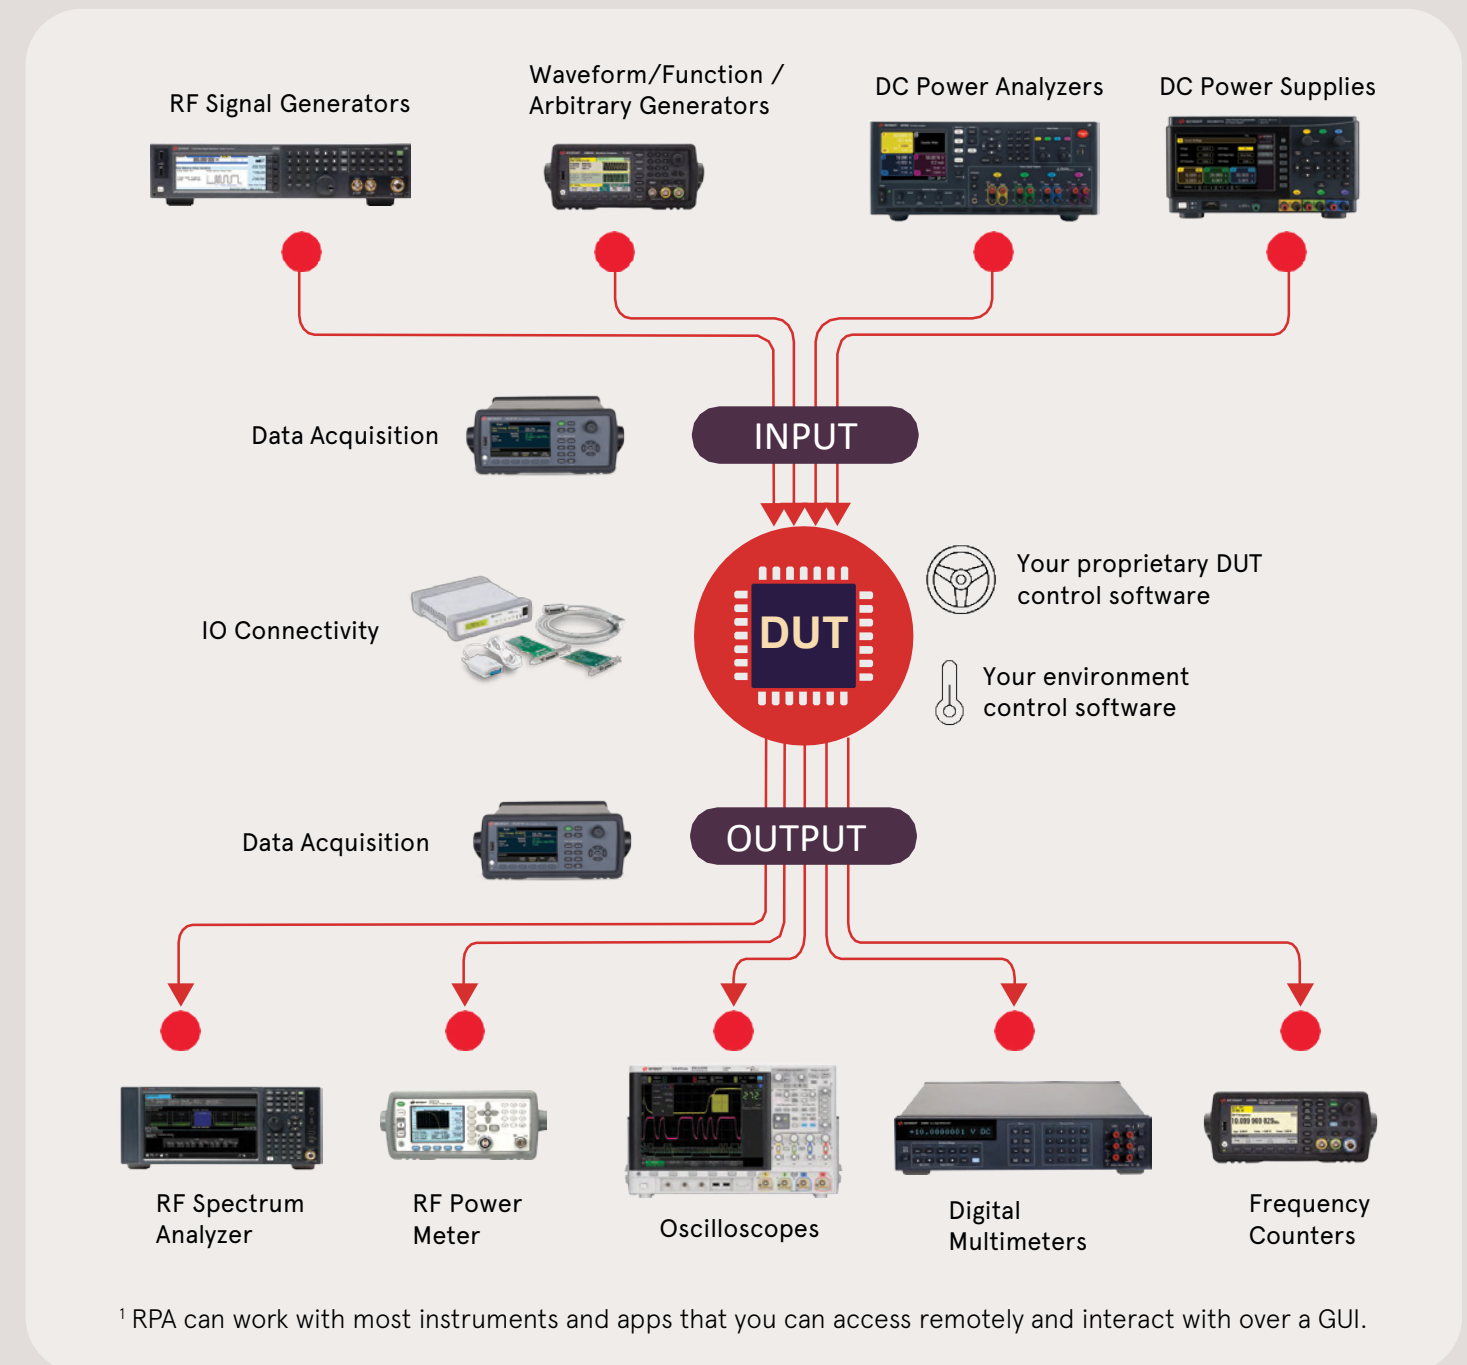 Waveform/Function /
RF Signal Generators
Arbitrary Generators
DC Power Analyzers
DC Power Supplies
Data Acquisition
INPUT
Your proprietary DUT
control software
IO Connectivity
DUT
Your environment
control software
Data Acquisition
OUTPUT
RF Spectrum
Analyzer
RF Power
Meter
Oscilloscopes
Digital
Multimeters
Frequency
Counters
1 RPA can work with most instruments and apps that you can access remotely and interact with over a GUI.